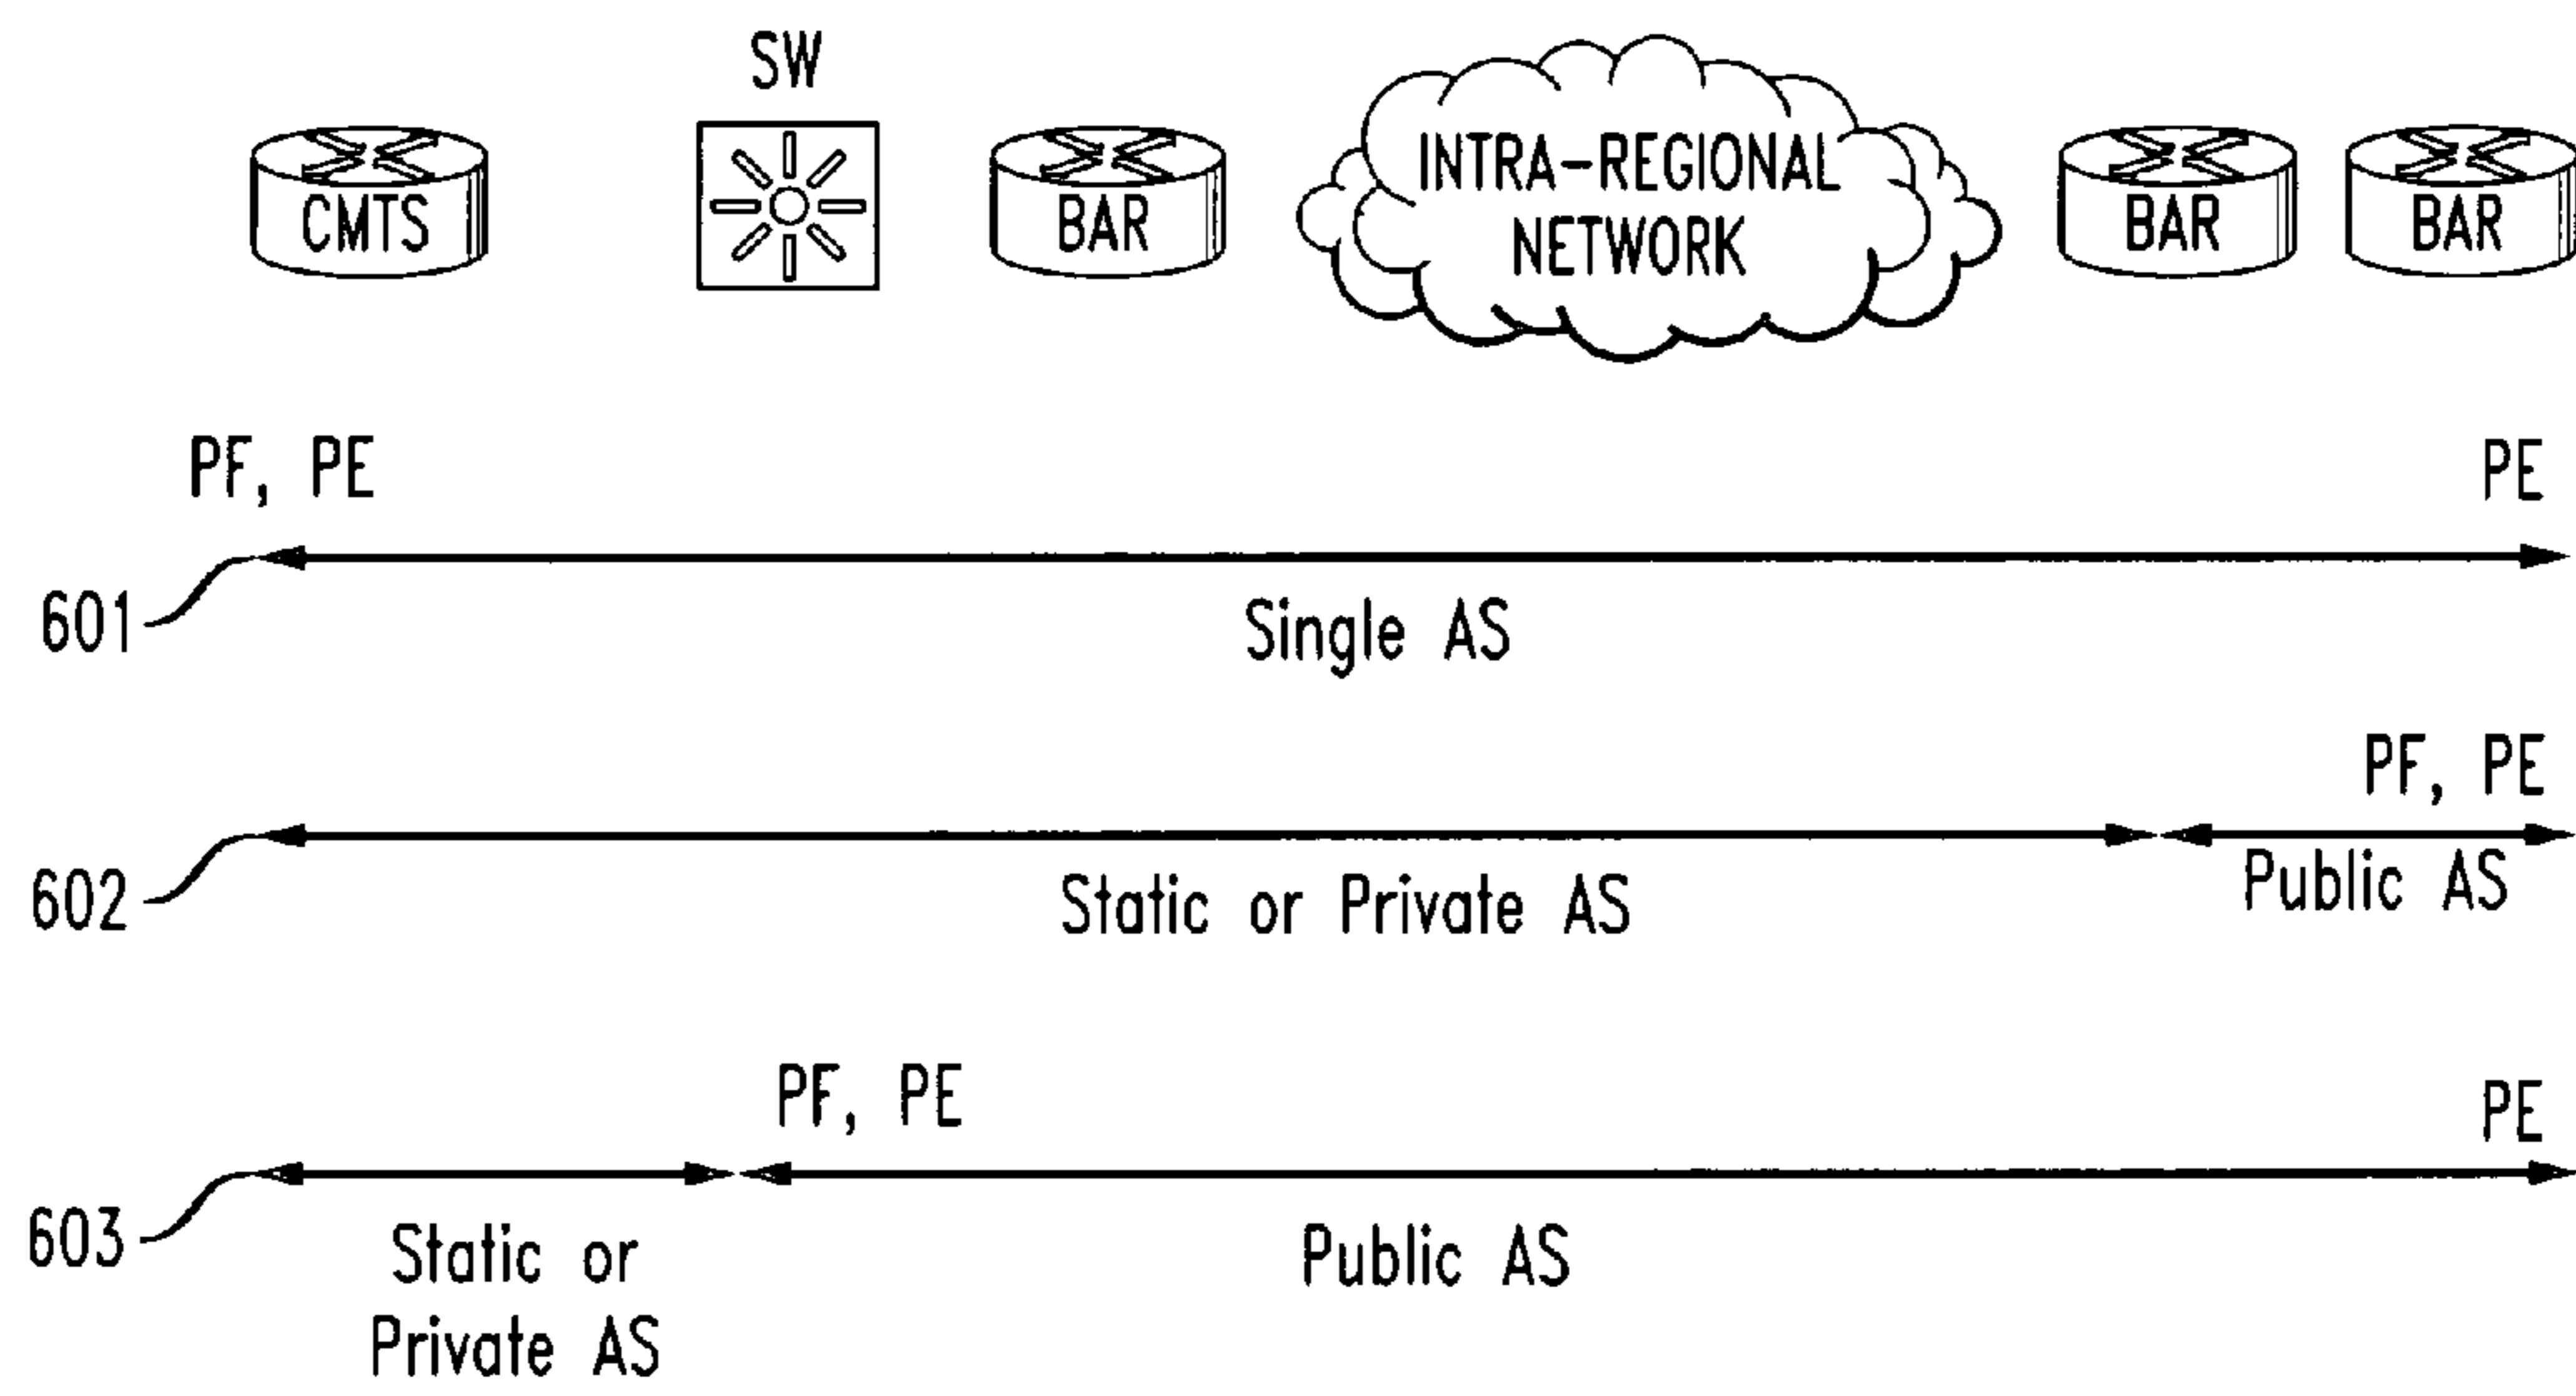 SW
CMTS
BAR
INTRA-REGIONAL
NETWORK
BAR
BAR
PF, PE
PE
601
Single AS
PF, PE
602
Static or Private AS
Public AS
PF, PE
PE
603
Static or
Private AS
Public AS